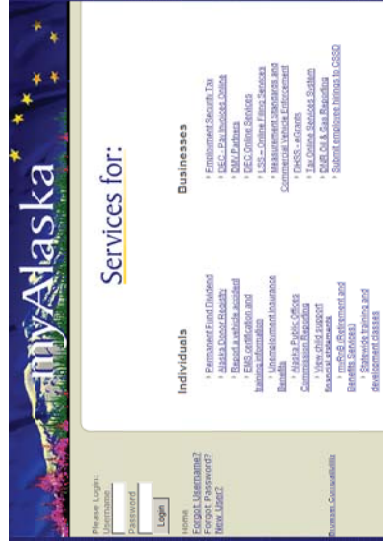 myAlaska
Please Login:
Username
Password
Login
Home
Forgot Username?
Forgot Password?
New User?
Browser Compatibility
Services for:
Individuals
Permanent Fund Dividend
Alaska Donor Registry
Report a vehicle accident
EMS certification and
training information
Unemployment Insurance
Benefits
Alaska Public Offices
Commission Reporting
View child support
financial statements
myRnB (Retirement and
Benefits Services)
Statewide training and
development classes
Businesses
Employment Security Tax
DEC - Pay Invoices Online
DMV Partners
DEC Online Services
LSS - Online Filing Services
Measurement Standards and
Commercial Vehicle Enforcement
DHSS - eGrants
Tax Online Services System
DNR Oil & Gas Reporting
Submit employee hirings to CSSD